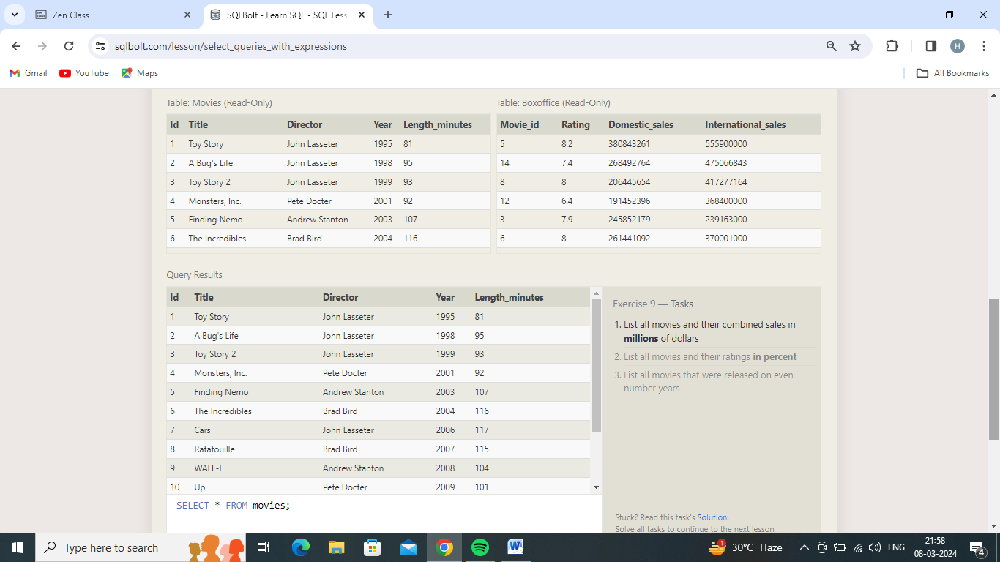 Zen Class
SQLBolt - Learn SQL - SQL Less
sqlbolt.com/lesson/select_queries_with_expressions
H
Gmail YouTube Maps All Bookmarks
Table: Movies (Read-Only)
Id Title Director Year Length_minutes
1 Toy Story John Lasseter 1995 81
2 A Bug's Life John Lasseter 1998 95
3 Toy Story 2 John Lasseter 1999 93
4 Monsters, Inc. Pete Docter 2001 92
5 Finding Nemo Andrew Stanton 2003 107
6 The Incredibles Brad Bird 2004 116
Table: Boxoffice (Read-Only)
Movie_id Rating Domestic_sales International_sales
5 8.2 380843261 555900000
14 7.4 268492764 475066843
8 8 206445654 417277164
12 6.4 191452396 368400000
3 7.9 245852179 239163000
6 8 261441092 370001000
Query Results
Id Title Director Year Length_minutes
1 Toy Story John Lasseter 1995 81
2 A Bug's Life John Lasseter 1998 95
3 Toy Story 2 John Lasseter 1999 93
4 Monsters, Inc. Pete Docter 2001 92
5 Finding Nemo Andrew Stanton 2003 107
6 The Incredibles Brad Bird 2004 116
7 Cars John Lasseter 2006 117
8 Ratatouille Brad Bird 2007 115
9 WALL-E Andrew Stanton 2008 104
10 Up Pete Docter 2009 101
SELECT * FROM movies;
Exercise 9 — Tasks
1. List all movies and their combined sales in
millions of dollars
2. List all movies and their ratings in percent
3. List all movies that were released on even
number years
Stuck? Read this task's Solution.
Solve all tasks to continue to the next lesson.
Type here to search
W
1
30°C Haze
ENG
21:58
08-03-2024
4